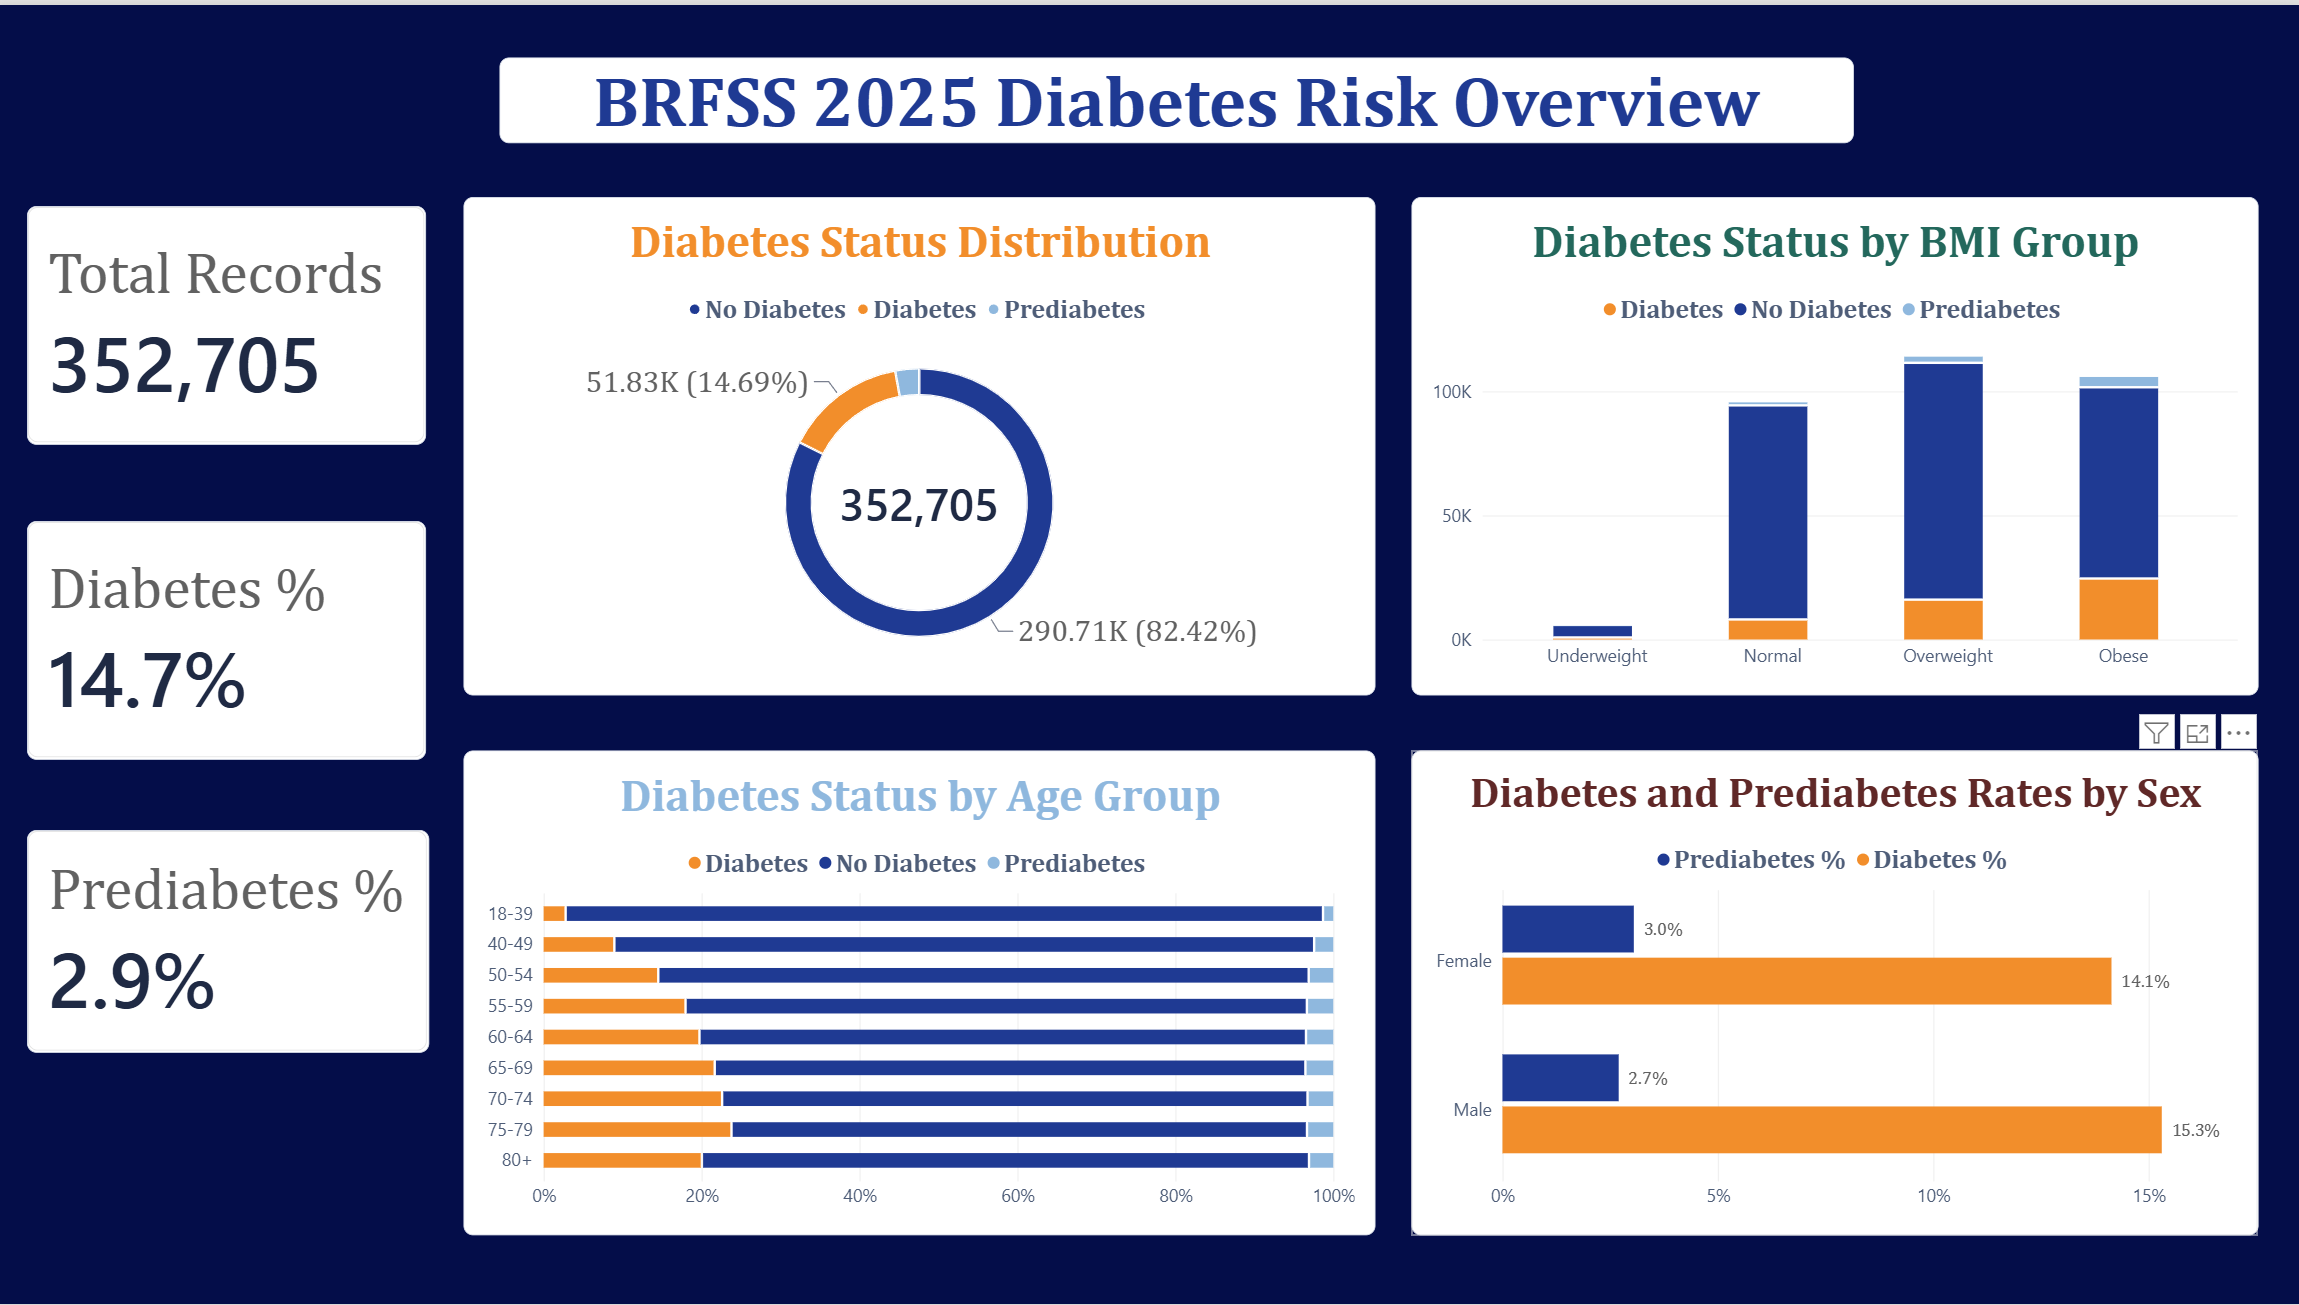 BRFSS 2025 Diabetes Risk Overview
Total Records
352,705
Diabetes %
14.7%
Prediabetes %
2.9%
Diabetes Status Distribution
No Diabetes Diabetes Prediabetes
51.83K (14.69%)
352,705
290.71K (82.42%)
Diabetes Status by BMI Group
Diabetes No Diabetes Prediabetes
100K
50K
0K
Underweight Normal Overweight Obese
Diabetes Status by Age Group
Diabetes No Diabetes Prediabetes
18-39
40-49
50-54
55-59
60-64
65-69
70-74
75-79
80+
0% 20% 40% 60% 80% 100%
Diabetes and Prediabetes Rates by Sex
Prediabetes % Diabetes %
3.0%
Female
14.1%
2.7%
Male
15.3%
0% 5% 10% 15%